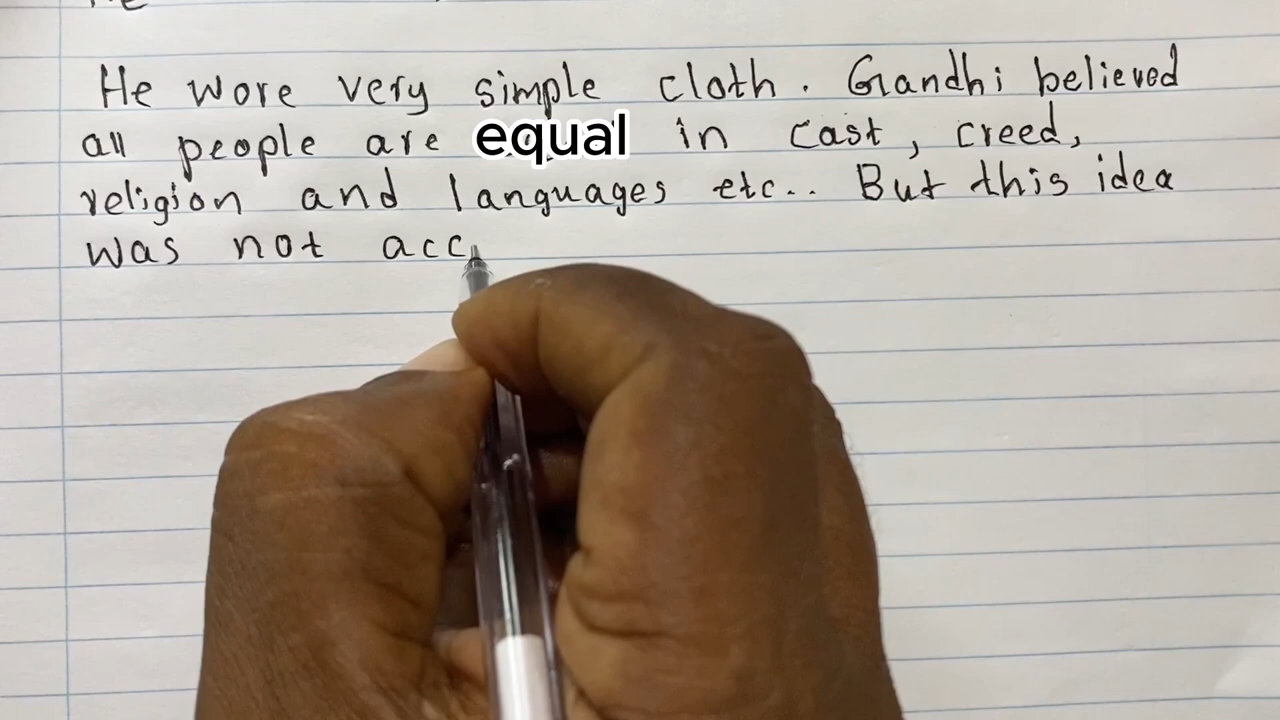 He wore very simple cloth. Gandhi believed
all people are equal in cast, creed,
religion and languages etc.. But this idea
was not acc